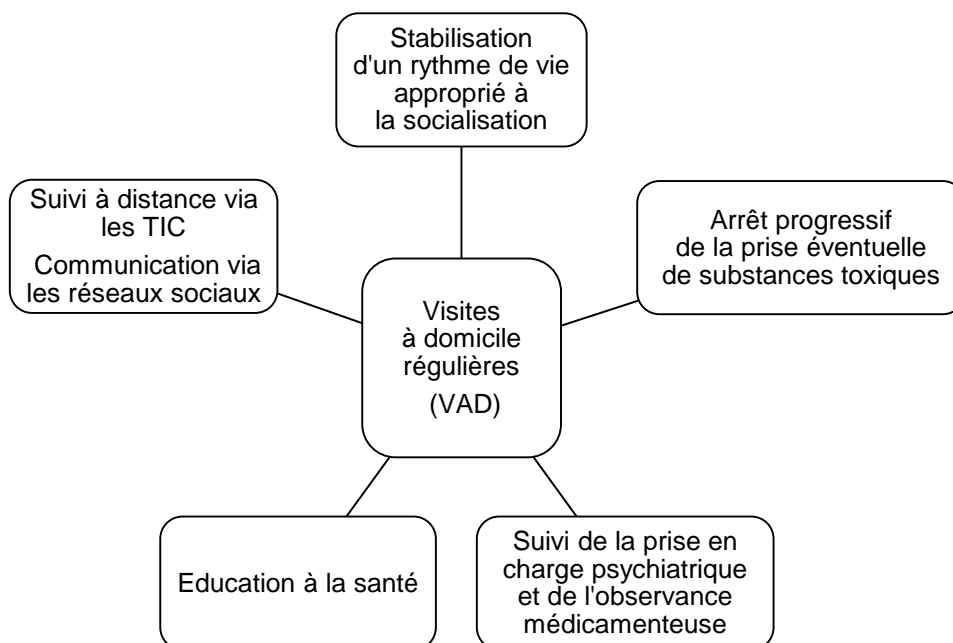 Stabilisation
d'un rythme de vie
approprié à
la socialisation
Suivi à distance via
les TIC
Communication via
les réseaux sociaux
Arrêt progressif
de la prise éventuelle
de substances toxiques
Visites
à domicile
régulières
(VAD)
Education à la santé
Suivi de la prise en
charge psychiatrique
et de l'observance
médicamenteuse